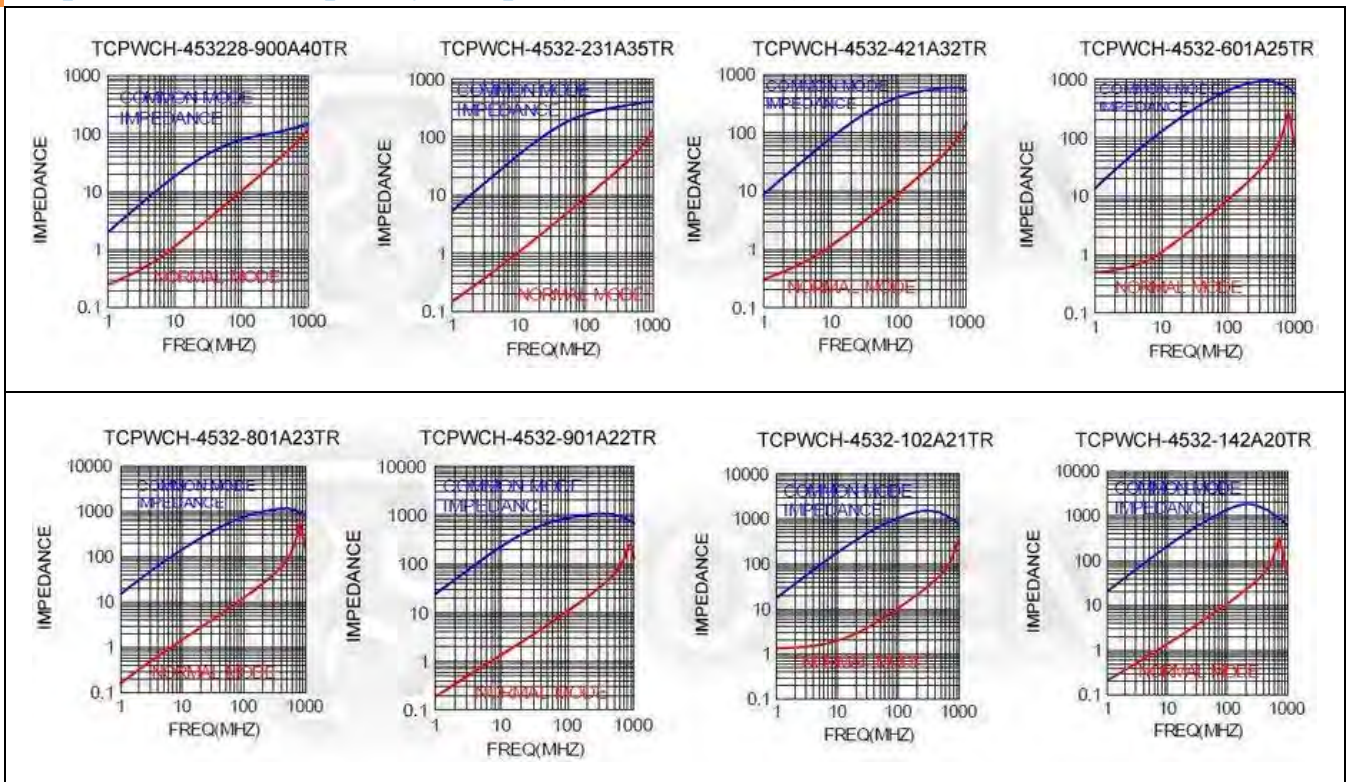 TCPWCH-453228-900A40TR
1000
100
10
1
0.1
IMPEDANCE
COMMON MODE
IMPEDANCE
NORMAL MODE
1 10 100 1000
FREQ(MHZ)
TCPWCH-4532-231A35TR
1000
100
10
1
0.1
IMPEDANCE
COMMON MODE
IMPEDANCE
NORMAL MODE
1 10 100 1000
FREQ(MHZ)
TCPWCH-4532-421A32TR
1000
100
10
1
0.1
IMPEDANCE
COMMON MODE
IMPEDANCE
NORMAL MODE
1 10 100 1000
FREQ(MHZ)
TCPWCH-4532-601A25TR
1000
100
10
1
0.1
IMPEDANCE
COMMON MODE
IMPEDANCE
NORMAL MODE
1 10 100 1000
FREQ(MHZ)
TCPWCH-4532-801A23TR
10000
1000
100
10
1
0.1
IMPEDANCE
COMMON MODE
IMPEDANCE
NORMAL MODE
1 10 100 1000
FREQ(MHZ)
TCPWCH-4532-901A22TR
10000
1000
100
10
1
0.1
IMPEDANCE
COMMON MODE
IMPEDANCE
NORMAL MODE
1 10 100 1000
FREQ(MHZ)
TCPWCH-4532-102A21TR
10000
1000
100
10
1
0.1
IMPEDANCE
COMMON MODE
IMPEDANCE
NORMAL MODE
1 10 100 1000
FREQ(MHZ)
TCPWCH-4532-142A20TR
10000
1000
100
10
1
0.1
IMPEDANCE
COMMON MODE
IMPEDANCE
NORMAL MODE
1 10 100 1000
FREQ(MHZ)